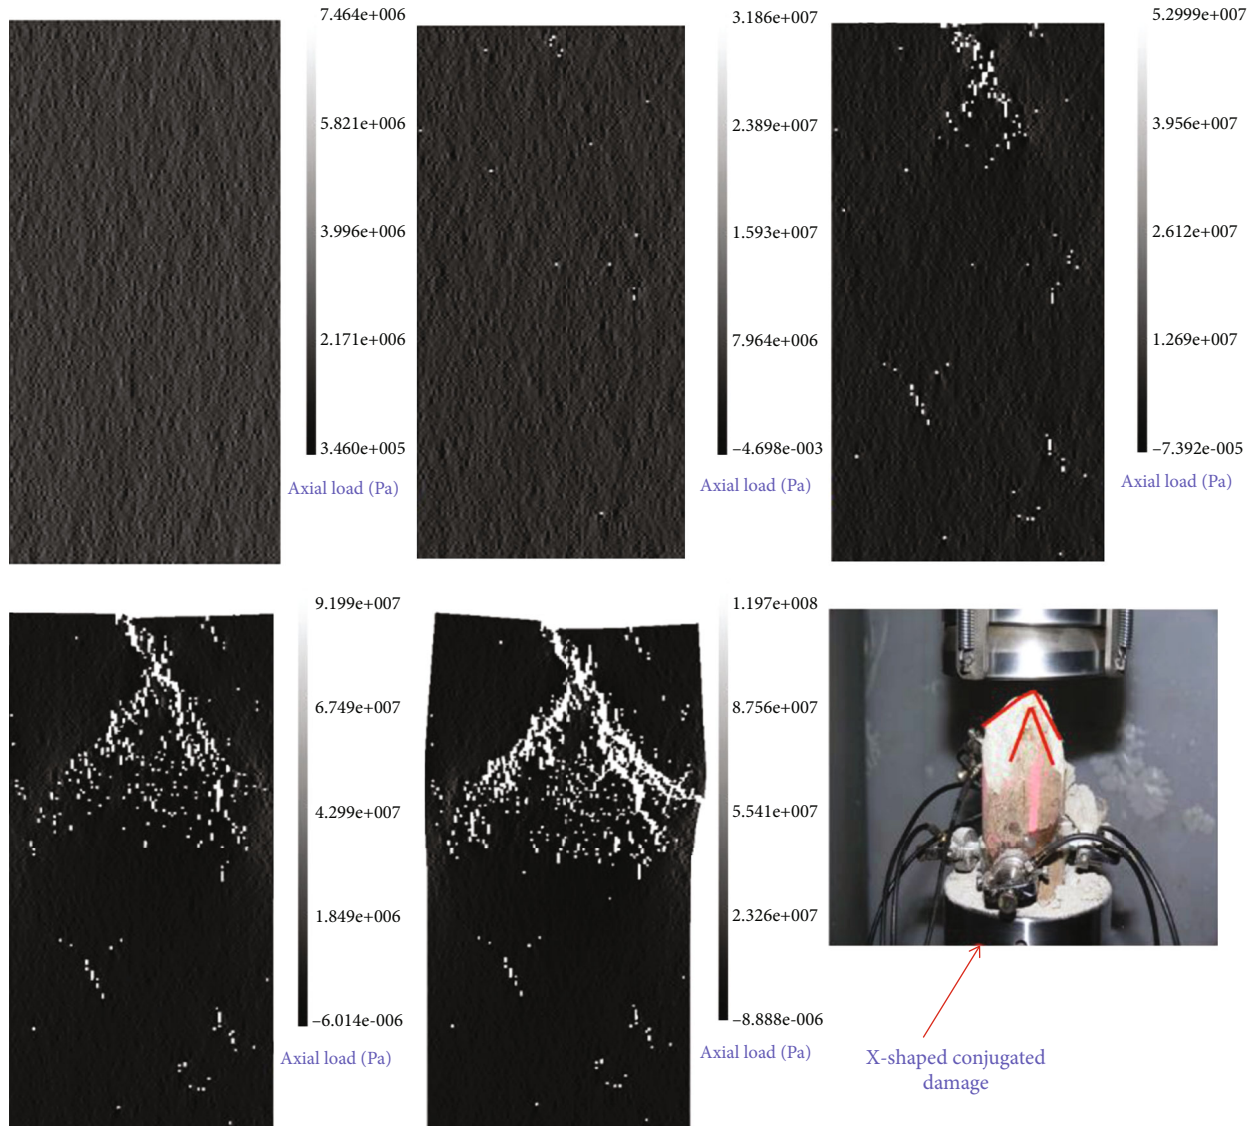 7.464e+006
5.821e+006
3.996e+006
2.171e+006
3.460e+005
Axial load (Pa)
3.186e+007
2.389e+007
1.593e+007
7.964e+006
–4.698e-003
Axial load (Pa)
5.2999e+007
3.956e+007
2.612e+007
1.269e+007
–7.392e-005
Axial load (Pa)
9.199e+007
6.749e+007
4.299e+007
1.849e+006
–6.014e-006
Axial load (Pa)
1.197e+008
8.756e+007
5.541e+007
2.326e+007
–8.888e-006
Axial load (Pa)
X-shaped conjugated
damage